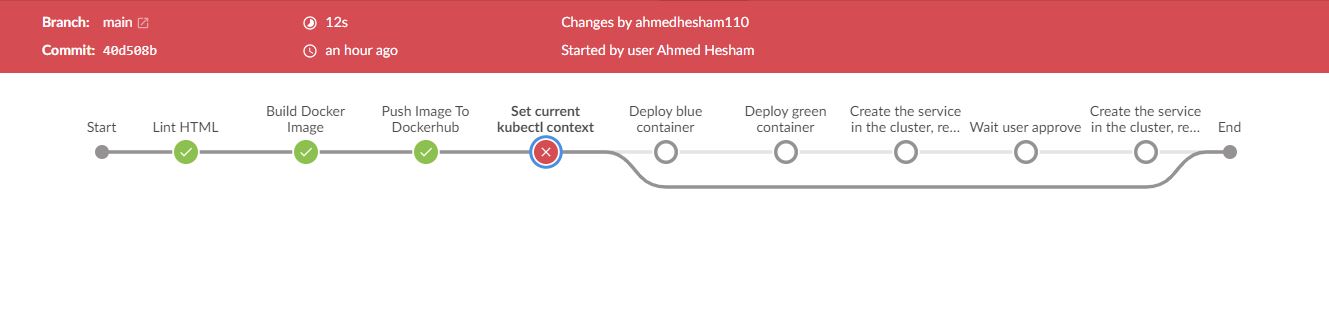 Branch: main
12s
Changes by ahmedhesham110
Commit: 40d508b
an hour ago
Started by user Ahmed Hesham
Start
Lint HTML
Build Docker
Image
Push Image To
Dockerhub
Set current
kubectl context
Deploy blue
container
Deploy green
container
Create the service
in the cluster, re...
Wait user approve
Create the service
in the cluster, re...
End